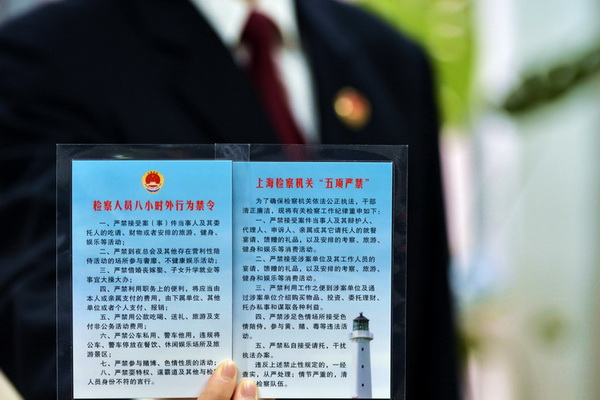 检察人员八小时外行为禁令
一、严禁接受案（事）件当事人及其委
托人的吃请、财物或者安排的旅游、健身、
娱乐等活动；
二、严禁到夜总会及其他存在营利性陪
侍活动的场所参与奢靡、不健康娱乐活动；
三、严禁借婚丧嫁娶、子女升学就业等
事宜大操大办；
四、严禁利用职务上的便利，将应当由
本人或亲属支付的费用，由下属单位、其他
单位或者个人支付、报销；
五、严禁用公款吃喝、送礼、旅游及支
付非公务活动费用；
六、严禁公车私用、警车他用，违规将
公车、警车停放在餐饮、休闲娱乐场所及旅
游景区；
七、严禁参与赌博、色情性质的活动；
八、严禁耍特权、逞霸道及其他与检
人员身份不符的言行。
上海检察机关“五项严禁”
为了确保检察机关依法公正执法，干部
清正廉洁，现将有关检察工作纪律重申如下：
一、严禁接受案件当事人及其辩护人、
代理人、申诉人、亲属或其它请托人的就餐
宴请、馈赠的礼品，以及安排的考察、旅游、
健身和娱乐等消费活动。
二、严禁接受涉案单位及其工作人员的
宴请、馈赠的礼品，以及安排的考察、旅游、
健身和娱乐等消费活动。
三、严禁利用工作之便到涉案单位及通
过涉案单位介绍购买物品、投资、委托理财、
托办私事和谋取各种利益。
四、严禁涉足色情场所接受色
情陪侍，参与黄、赌、毒等违法活
动。
五、严禁私自接受请托、干扰
执法办案。
违反上述禁止性规定的，一经
查实，从严处理；情节严重的，清
检察队伍。